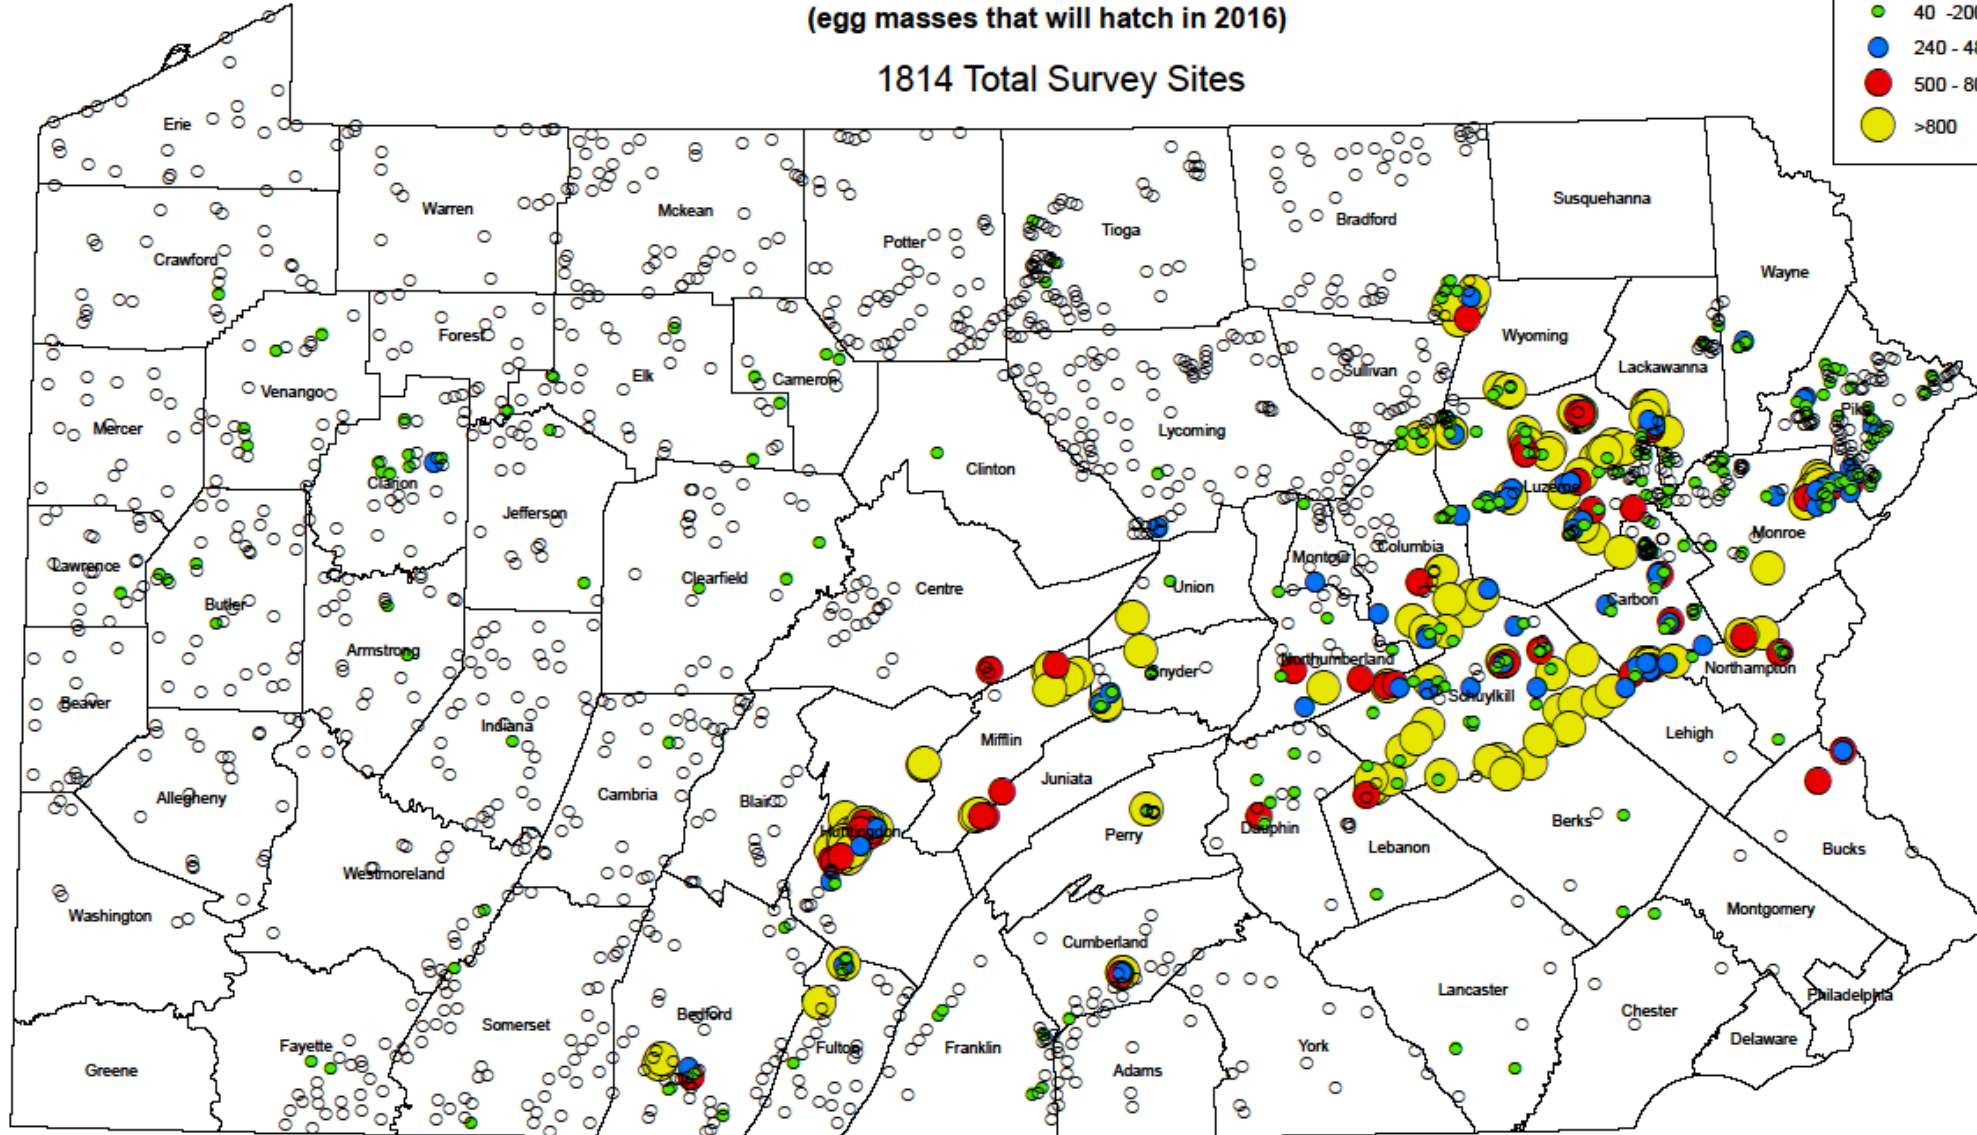 (egg masses that will hatch in 2016)
1814 Total Survey Sites
40 -200
240 - 48
500 - 80
>800
Erie
Warren
Mckean
Susquehanna
Crawford
Potter
Tioga
Bradford
Wayne
Forest
Wyoming
Lackawanna
Venango
Elk
Cameron
Sullivan
Mercer
Lycoming
Pike
Clarion
Clinton
Luzerne
Jefferson
Monroe
Lawrence
Butler
Clearfield
Centre
Union
Montour
Columbia
Carbon
Armstrong
Snyder
Northumberland
Northampton
Beaver
Indiana
Mifflin
Schuylkill
Lehigh
Allegheny
Cambria
Blair
Juniata
Huntingdon
Perry
Dauphin
Berks
Westmoreland
Lebanon
Bucks
Washington
Montgomery
Cumberland
Lancaster
Philadelphia
Bedford
Chester
Somerset
Fayette
Fulton
Franklin
York
Delaware
Greene
Adams